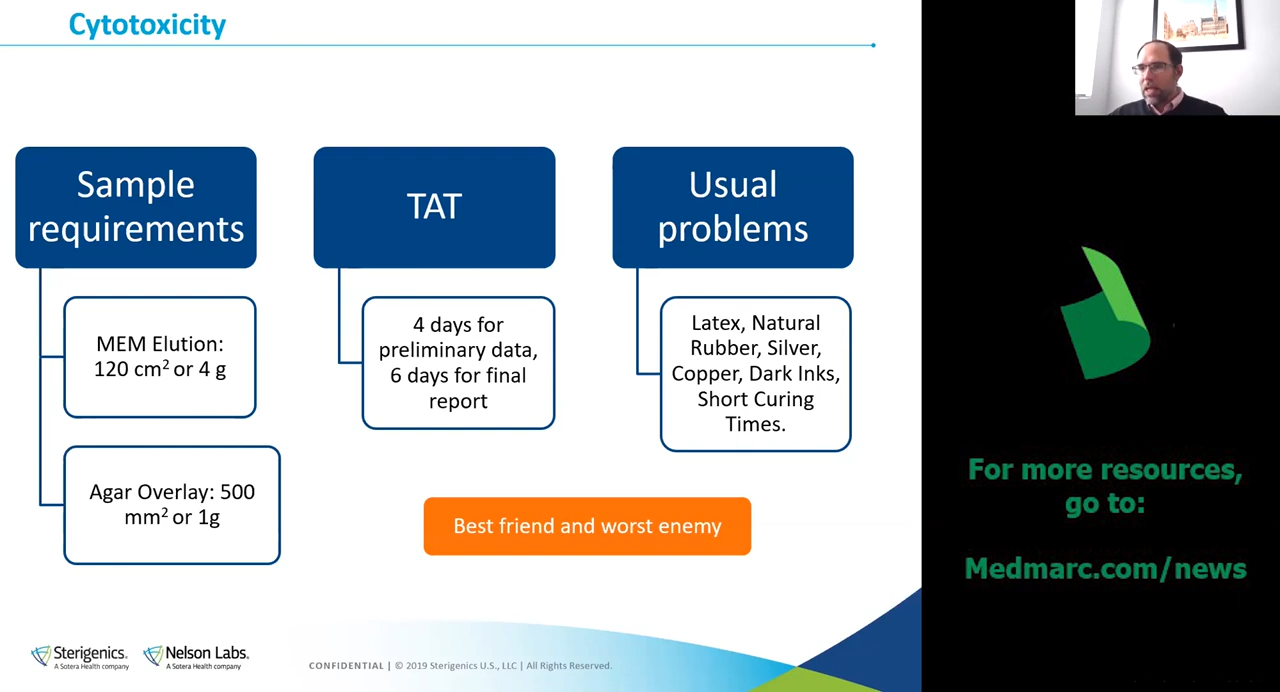 Cytotoxicity
Sample
requirements
MEM Elution:
120 cm² or 4 g
Agar Overlay: 500
mm² or 1g
TAT
4 days for
preliminary data,
6 days for final
report
Usual
problems
Latex, Natural
Rubber, Silver,
Copper, Dark Inks,
Short Curing
Times.
Best friend and worst enemy
Sterigenics.
A Sotera Health company
Nelson Labs.
A Sotera Health company
CONFIDENTIAL | © 2019 Sterigenics U.S., LLC | All Rights Reserved.
For more resources,
go to:
Medmarc.com/news